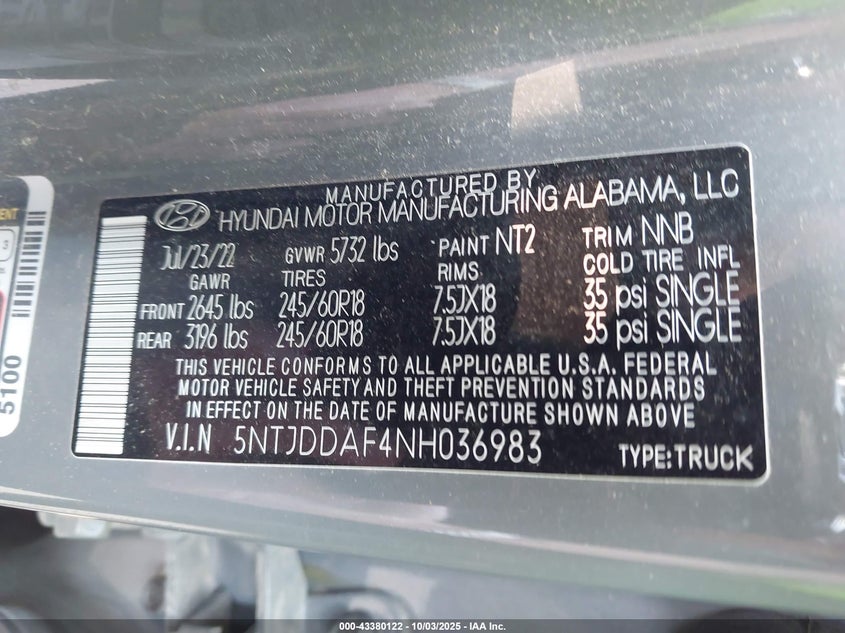 MANUFACTURED BY
HYUNDAI MOTOR MANUFACTURING ALABAMA, LLC
Jul/23/22 GVWR 5732 lbs PAINT NT2 TRIM NNB
GAWR TIRES RIMS COLD TIRE INFL
FRONT 2645 lbs 245/60R18 7.5JX18 35 psi SINGLE
REAR 3196 lbs 245/60R18 7.5JX18 35 psi SINGLE
THIS VEHICLE CONFORMS TO ALL APPLICABLE U.S.A. FEDERAL
MOTOR VEHICLE SAFETY AND THEFT PREVENTION STANDARDS
IN EFFECT ON THE DATE OF MANUFACTURE SHOWN ABOVE
V.I.N 5NTJDDAF4NH036983 TYPE:TRUCK
5100
000-43380122 - 10/03/2025 - IAA Inc.